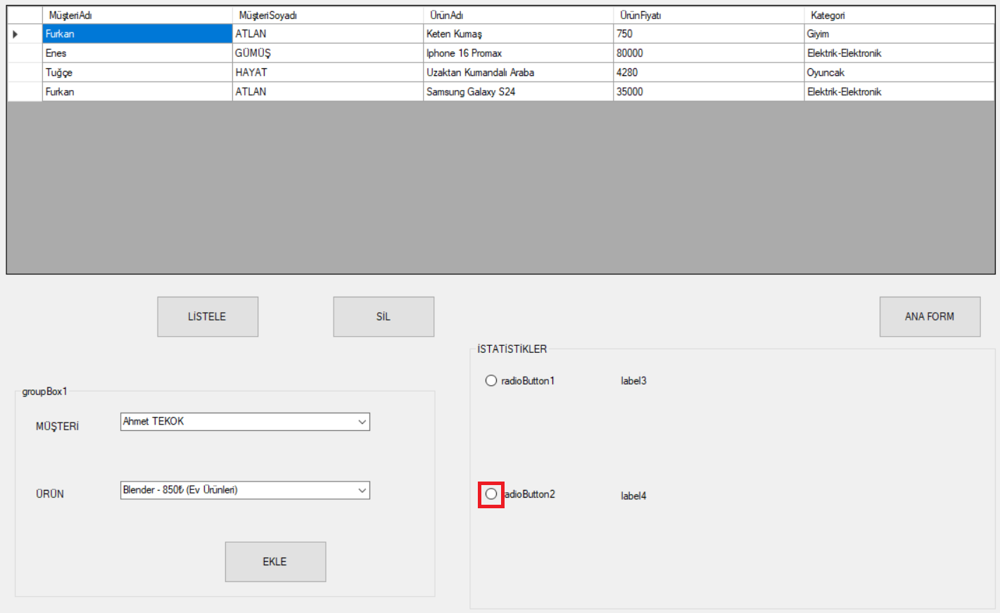 MüşteriAdı MüşteriSoyadı ÜrünAdı ÜrünFiyatı Kategori
Furkan ATLAN Keten Kumaş 750 Giyim
Enes GÜMÜŞ Iphone 16 Promax 80000 Elektrik-Elektronik
Tuğçe HAYAT Uzaktan Kumandalı Araba 4280 Oyuncak
Furkan ATLAN Samsung Galaxy S24 35000 Elektrik-Elektronik
LİSTELE SİL ANA FORM
İSTATİSTİKLER
radioButton1 label3
groupBox1
MÜŞTERİ Ahmet TEKOK
ÜRÜN Blender - 850₺ (Ev Ürünleri)
radioButton2 label4
EKLE